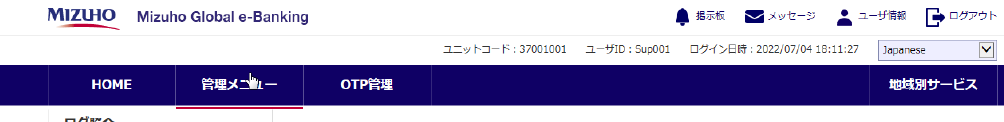 MIZUHO Mizuho Global e-Banking 掲示板 メッセージ ユーザ情報 ログアウト
ユニットコード : 37001001 ユーザID : Sup001 ログイン日時 : 2022/07/04 18:11:27 Japanese
HOME 管理メニュー OTP管理 地域別サービス